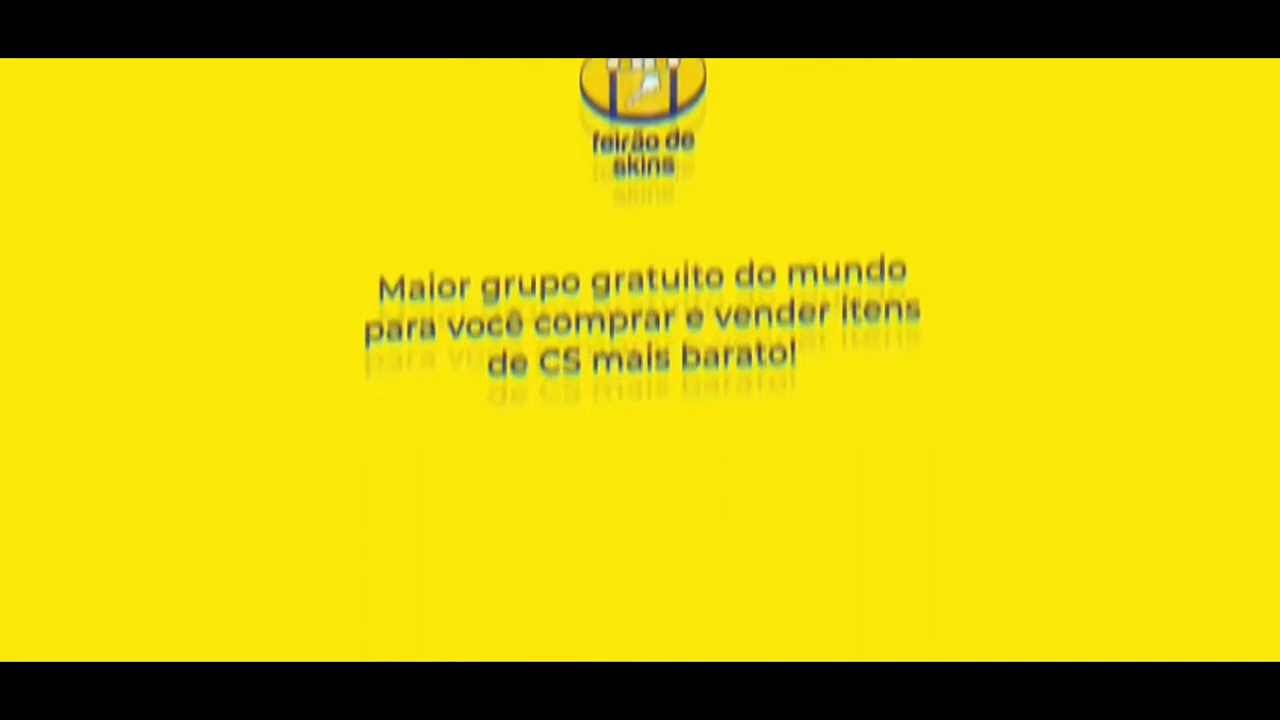 feirão de
skins
Maior grupo gratuito do mundo
para você comprar e vender itens
de CS mais barato!